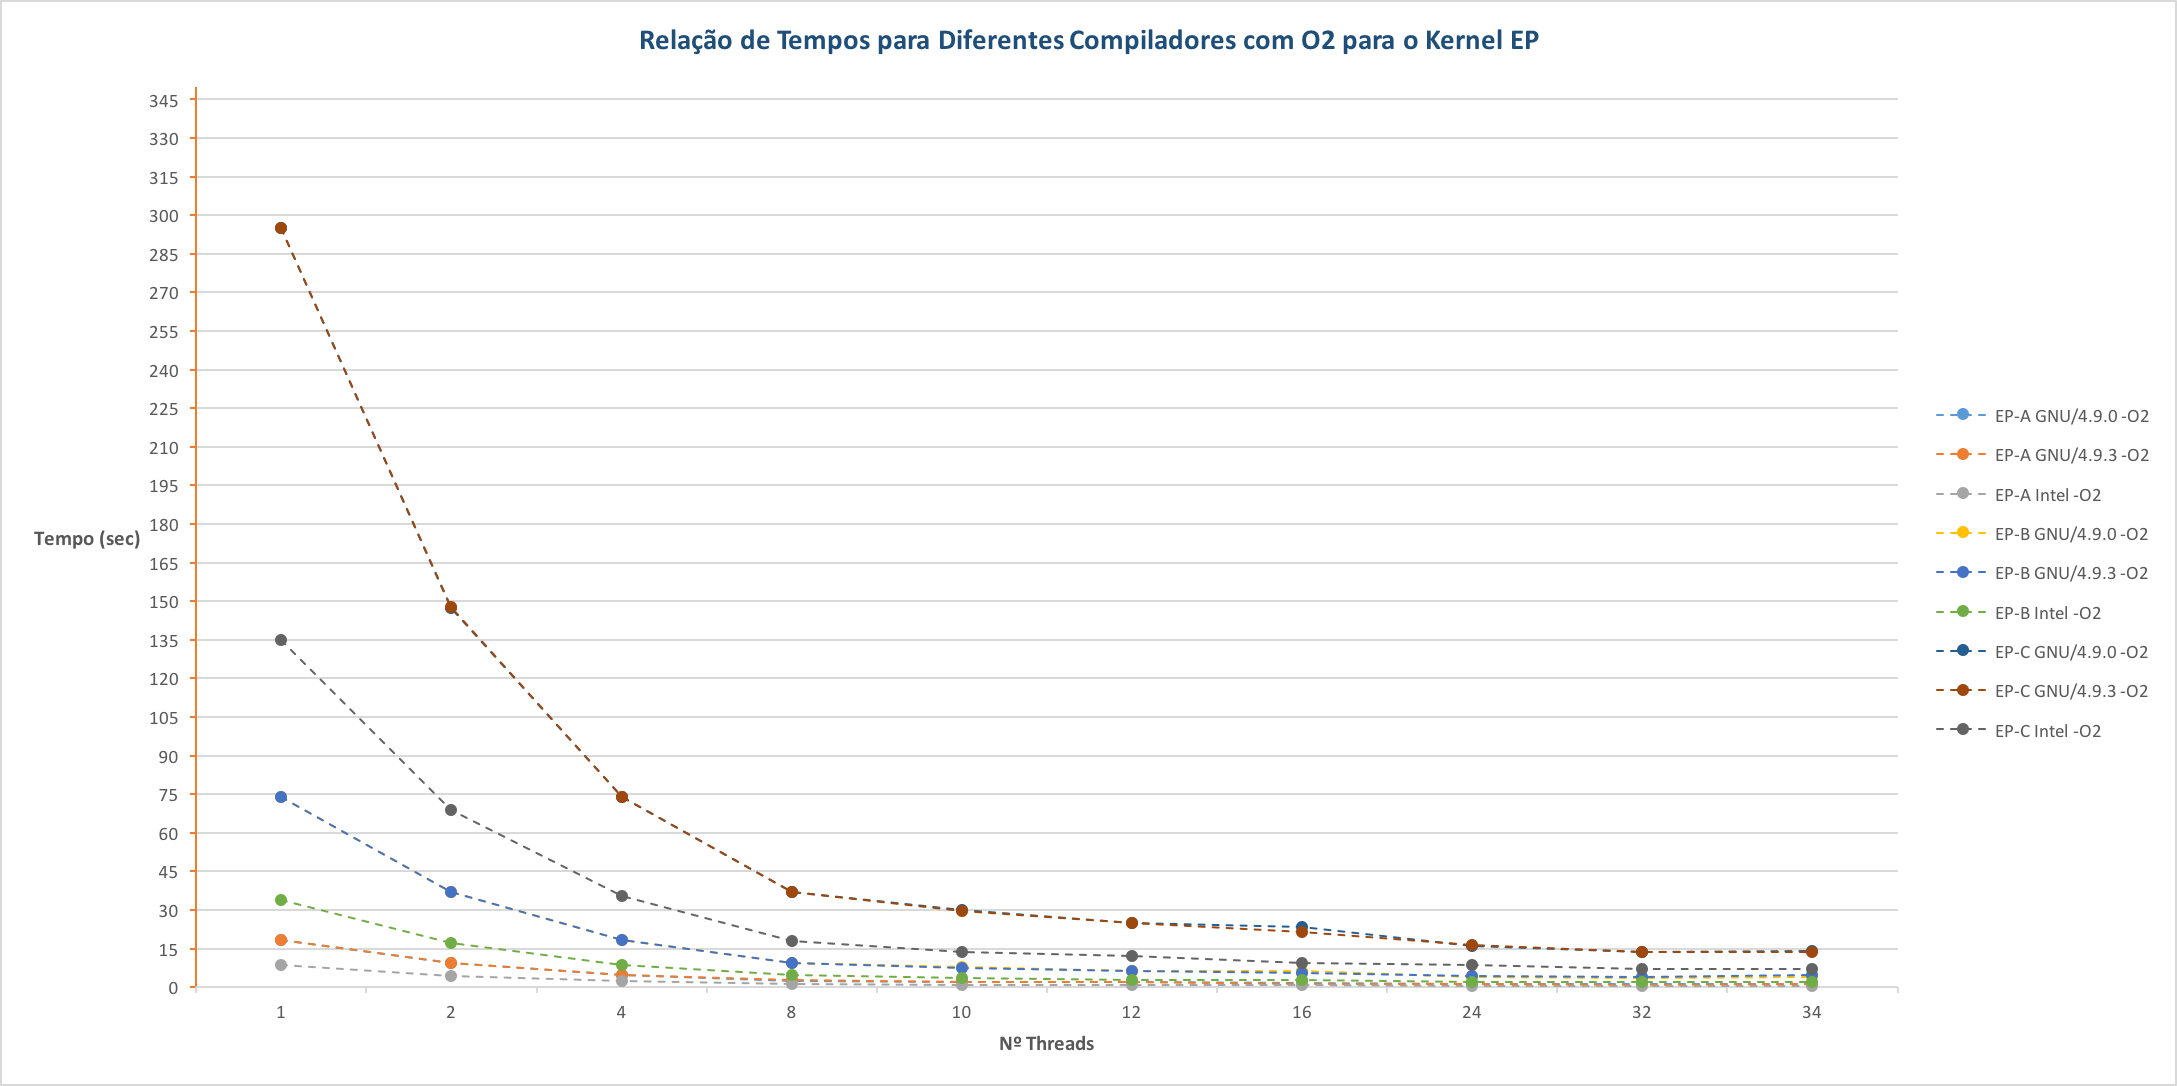 Relação de Tempos para Diferentes Compiladores com O2 para o Kernel EP
345
330
315
300
285
270
255
240
225
210
195
180
165
150
135
120
105
90
75
60
45
30
15
0
Tempo (sec)
1 2 4 8 10 12 16 24 32 34
Nº Threads
EP-A GNU/4.9.0 -O2
EP-A GNU/4.9.3 -O2
EP-A Intel -O2
EP-B GNU/4.9.0 -O2
EP-B GNU/4.9.3 -O2
EP-B Intel -O2
EP-C GNU/4.9.0 -O2
EP-C GNU/4.9.3 -O2
EP-C Intel -O2